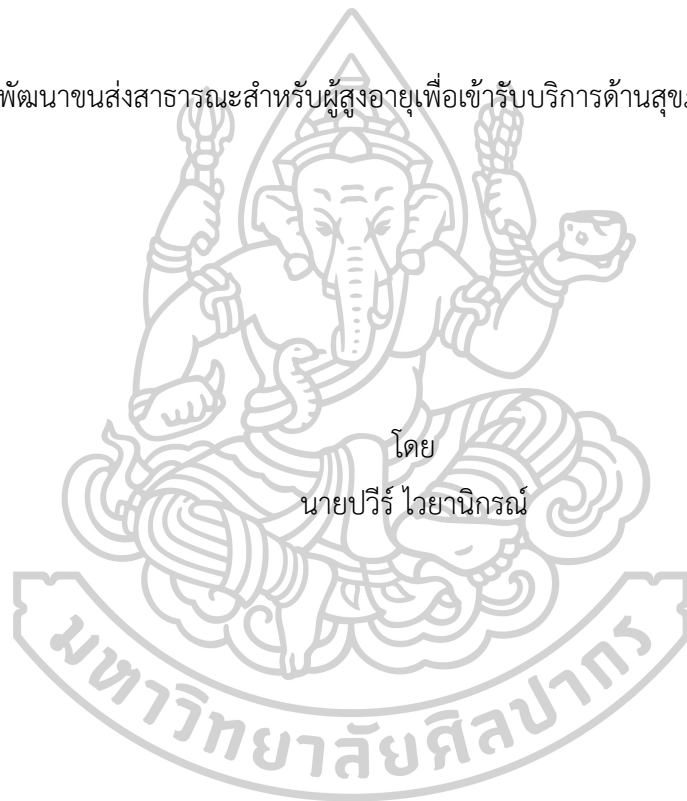 พัฒนาขนส่งสาธารณะสำหรับผู้สูงอายุเพื่อเข้ารับบริการด้าน
โดย
นายปวีร์ ไวยานิกรณ์
มหาวิทยาลัยศิลปากร